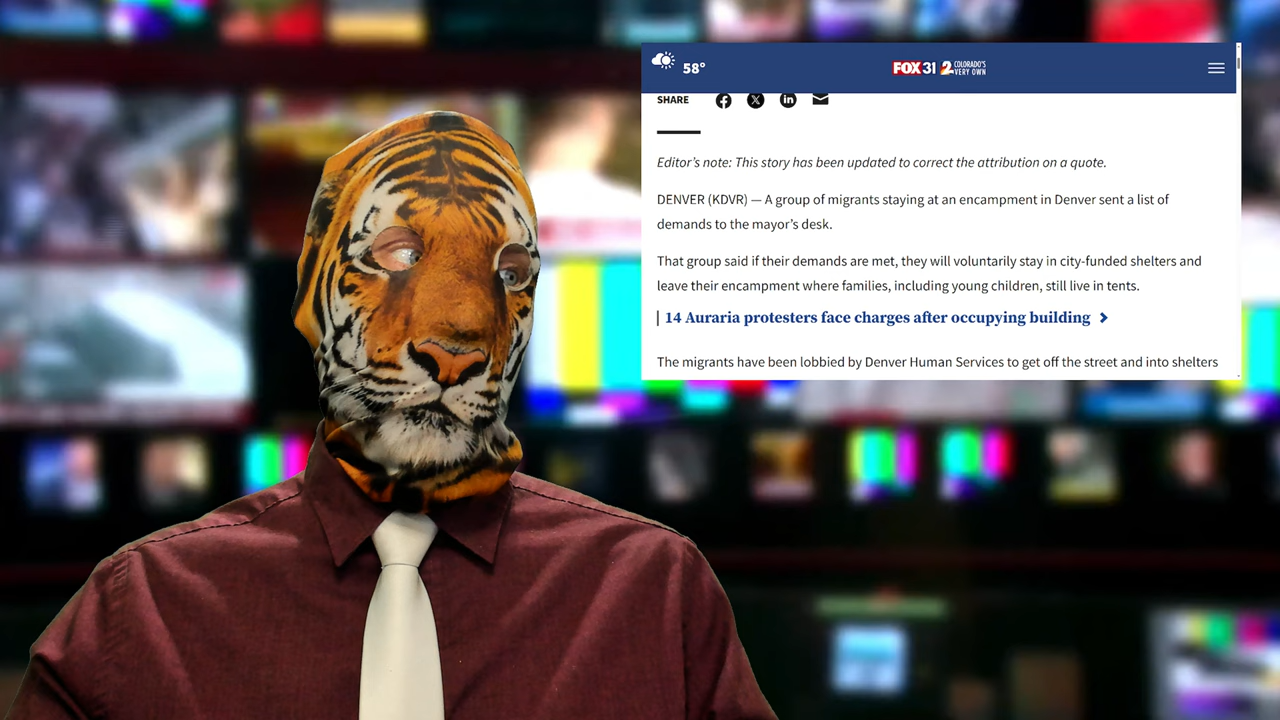 58°
FOX 31 2 COLORADO'S
VERY OWN
SHARE
Editor's note: This story has been updated to correct the attribution on a quote.
DENVER (KDVR) — A group of migrants staying at an encampment in Denver sent a list of
demands to the mayor's desk.
That group said if their demands are met, they will voluntarily stay in city-funded shelters and
leave their encampment where families, including young children, still live in tents.
14 Auraria protesters face charges after occupying building
The migrants have been lobbied by Denver Human Services to get off the street and into shelters